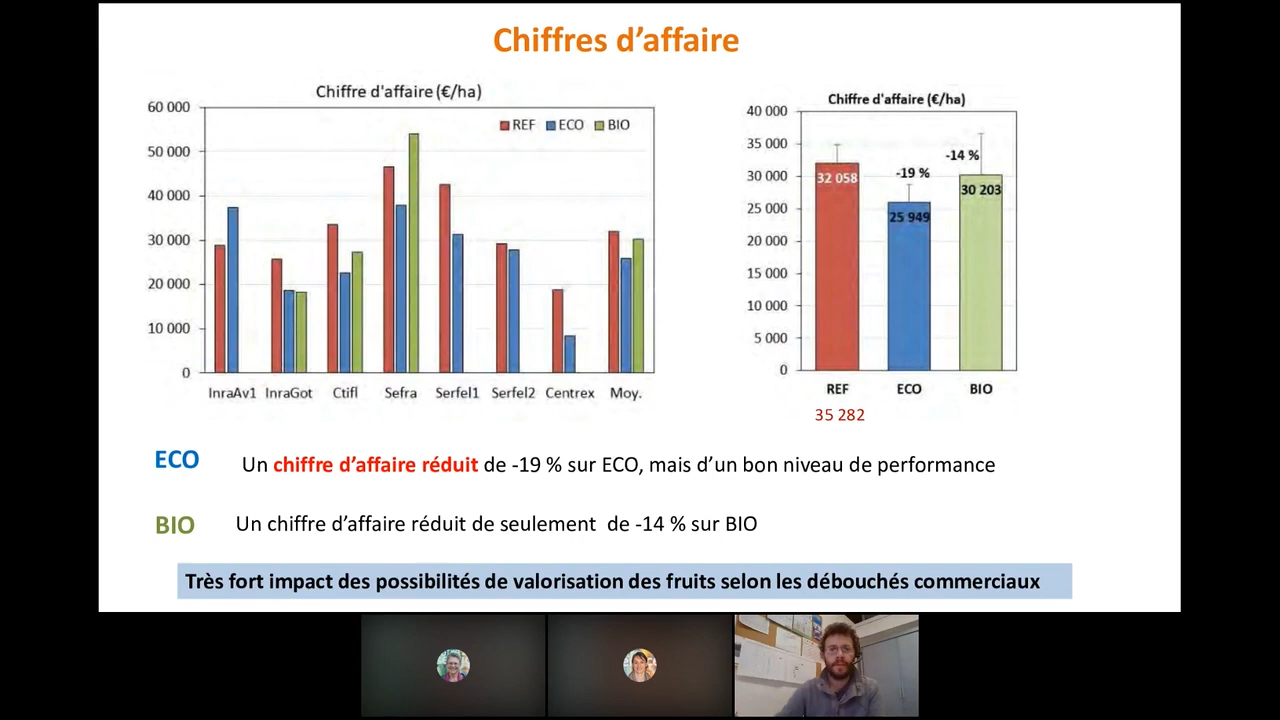 Chiffres d’affaire
Chiffre d'affaire (€/ha)
60 000
50 000
40 000
30 000
20 000
10 000
0
REF ECO BIO
InraAv1 InraGot Ctifl Sefra Serfel1 Serfel2 Centrex Moy.
Chiffre d'affaire (€/ha)
40 000
35 000
30 000
25 000
20 000
15 000
10 000
5 000
0
32 058
-19 %
25 949
-14 %
30 203
REF ECO BIO
35 282
ECO Un chiffre d’affaire réduit de -19 % sur ECO, mais d’un bon niveau de performance
BIO Un chiffre d’affaire réduit de seulement de -14 % sur BIO
Très fort impact des possibilités de valorisation des fruits selon les débouchés commerciaux